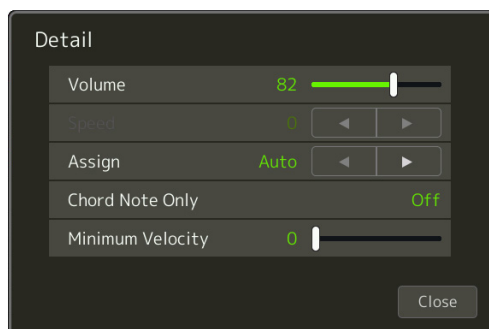 Detail
Volume 82
Speed 0
Assign Auto
Chord Note Only Off
Minimum Velocity 0
Close